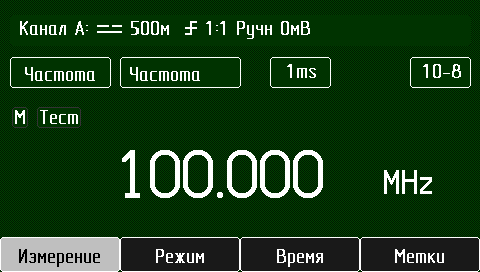 Канал А: 500м 1:1 Ручн 0мВ
Частота Частота 1ms 10-8
М Тест
100.000 MHz
Измерение Режим Время Метки